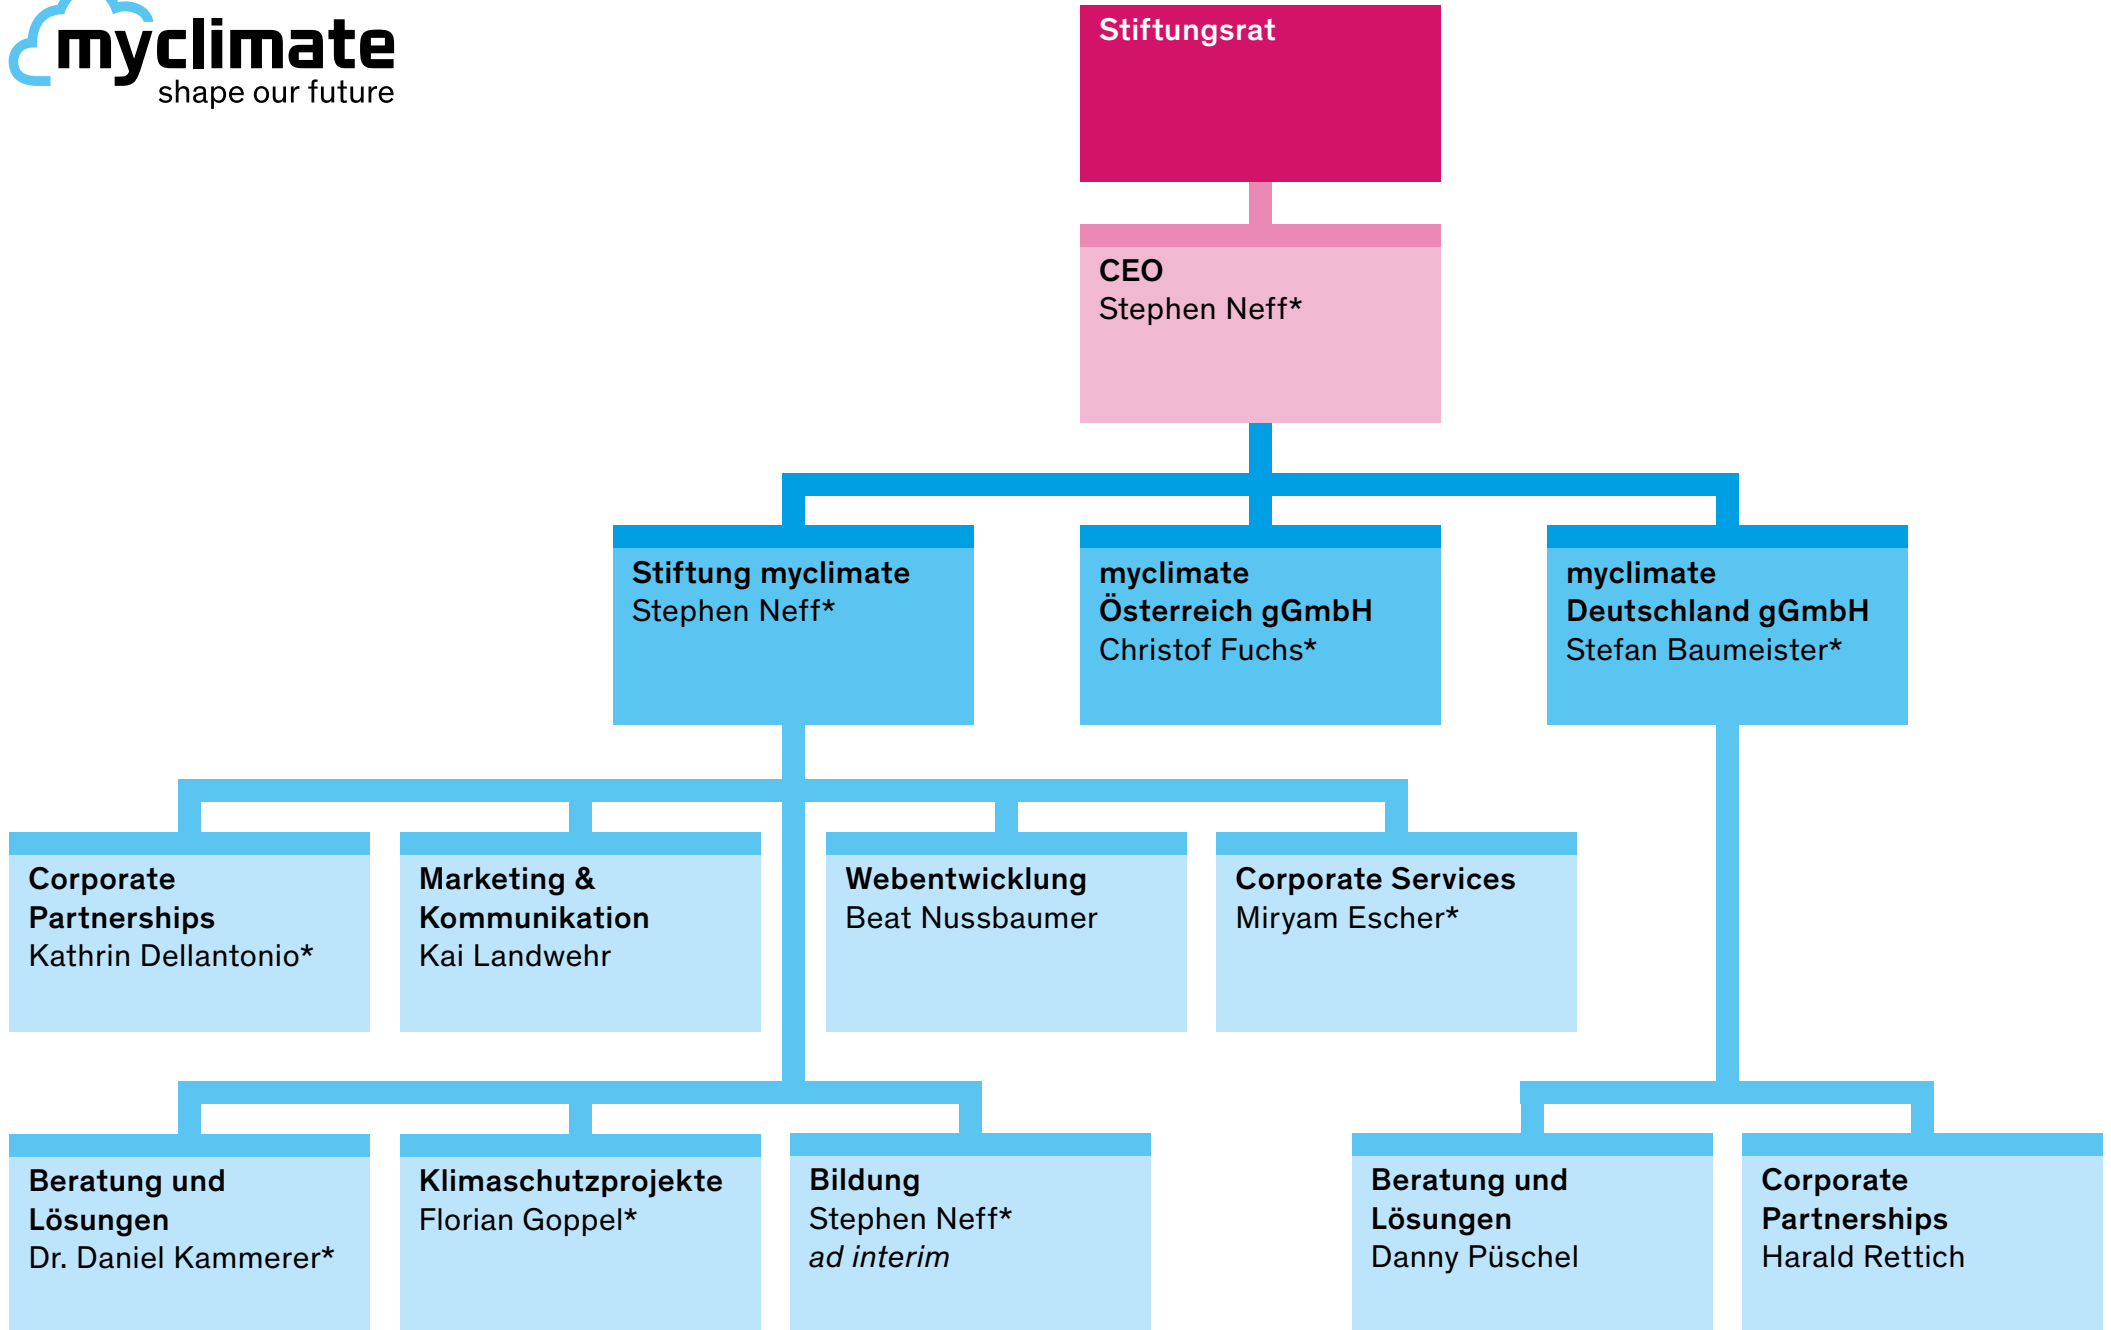 myclimate
shape our future
Stiftungsrat
CEO
Stephen Neff*
Stiftung myclimate
Stephen Neff*
myclimate
Österreich gGmbH
Christof Fuchs*
myclimate
Deutschland gGmbH
Stefan Baumeister*
Corporate
Partnerships
Kathrin Dellantonio*
Marketing &
Kommunikation
Kai Landwehr
Webentwicklung
Beat Nussbaumer
Corporate Services
Miryam Escher*
Beratung und
Lösungen
Dr. Daniel Kammerer*
Klimaschutzprojekte
Florian Goppel*
Bildung
Stephen Neff*
ad interim
Beratung und
Lösungen
Danny Püschel
Corporate
Partnerships
Harald Rettich